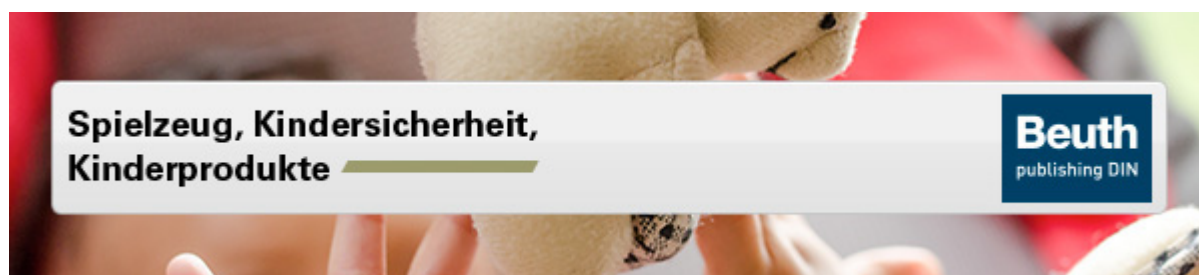 Spielzeug, Kindersicherheit,
Kinderprodukte
Beuth
publishing DIN